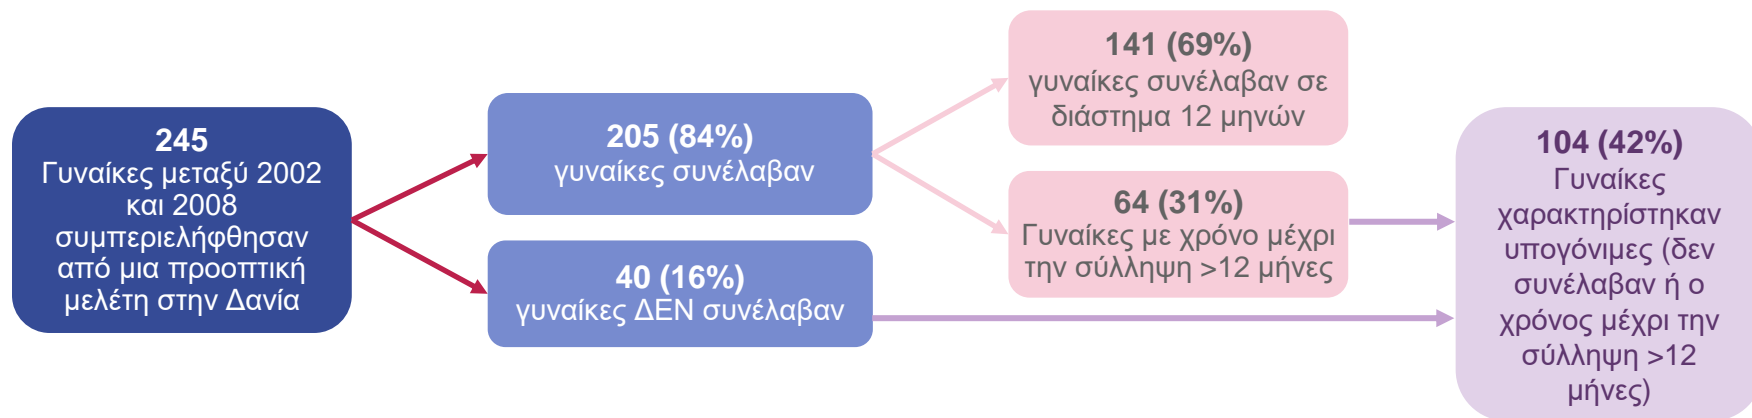 245
Γυναίκες μεταξύ 2002
και 2008
συμπεριελήφθησαν
από μια προοπτική
μελέτη στην Δανία
205 (84%)
γυναίκες συνέλαβαν
40 (16%)
γυναίκες ΔΕΝ συνέλαβαν
141 (69%)
γυναίκες συνέλαβαν σε
διάστημα 12 μηνών
64 (31%)
Γυναίκες με χρόνο μέχρι
την σύλληψη >12 μήνες
104 (42%)
Γυναίκες
χαρακτηρίστηκαν
υπογόνιμες (δεν
συνέλαβαν ή ο
χρόνος μέχρι την
σύλληψη >12
μήνες)